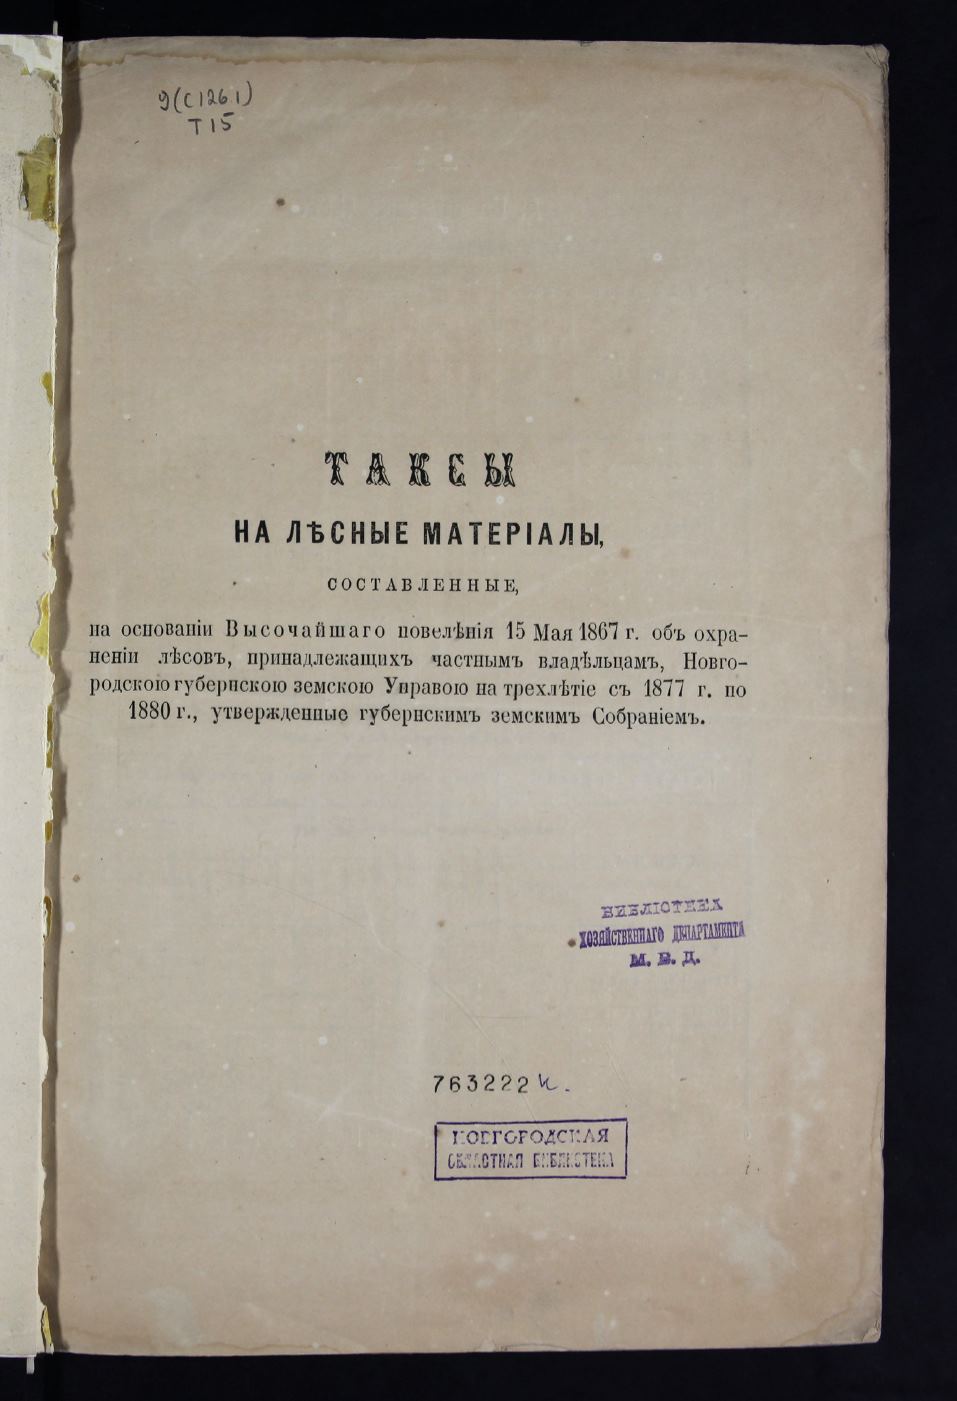 9(С1261)
Т15
ТАКСЫ
НА ЛѢСНЫЕ МАТЕРІАЛЫ,
СОСТАВЛЕННЫЕ,
на основаніи Высочайшаго повелѣнія 15 Мая 1867 г. объ охра-
неніи лѣсовъ, принадлежащихъ частнымъ владѣльцамъ, Новго-
родскою губернскою земскою Управою на трехлѣтіе съ 1877 г. по
1880 г., утвержденные губернскимъ земскимъ Собраніемъ.
БИБЛІОТЕКА
ХОЗЯЙСТВЕННАГО ДЕПАРТАМЕНТА
М. В. Д.
763222
НОВГОРОДСКАЯ
ОБЛАСТНАЯ БИБЛИОТЕКА